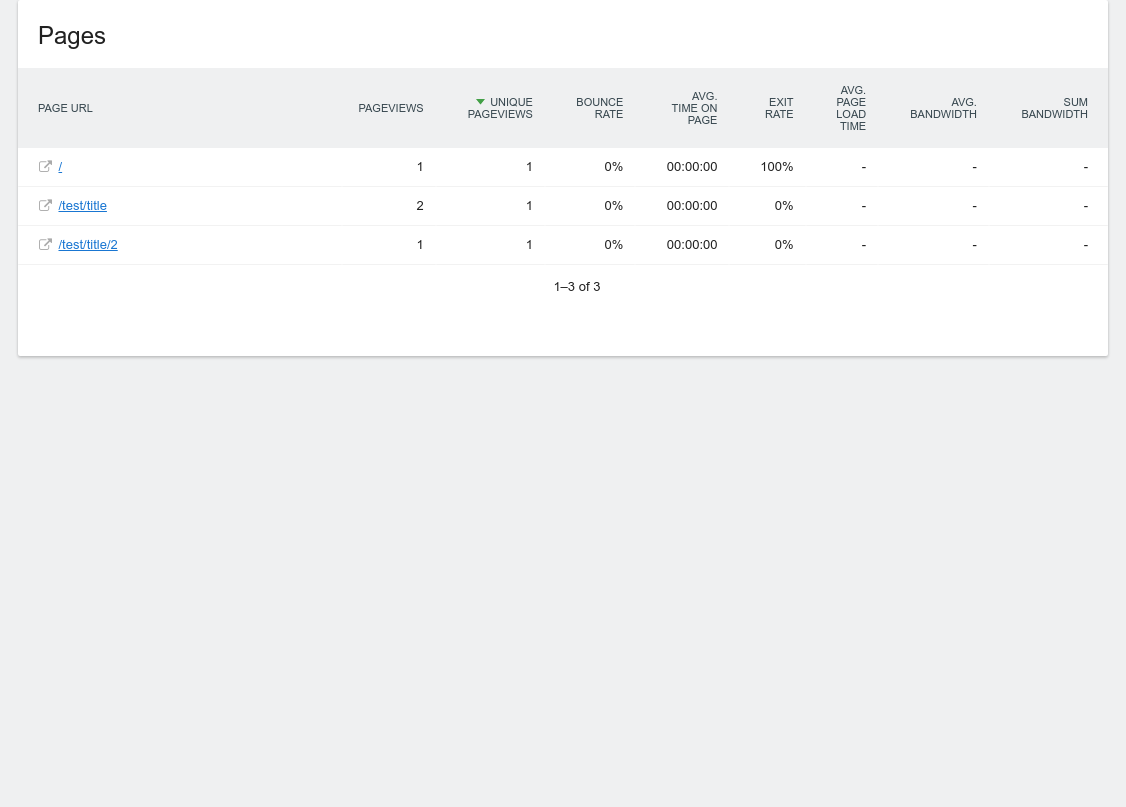 Pages
PAGE URL PAGEVIEWS UNIQUE PAGEVIEWS BOUNCE RATE AVG. TIME ON PAGE EXIT RATE AVG. PAGE LOAD TIME AVG. BANDWIDTH SUM BANDWIDTH
/ 1 1 0% 00:00:00 100% - - -
/test/title 2 1 0% 00:00:00 0% - - -
/test/title/2 1 1 0% 00:00:00 0% - - -
1–3 of 3